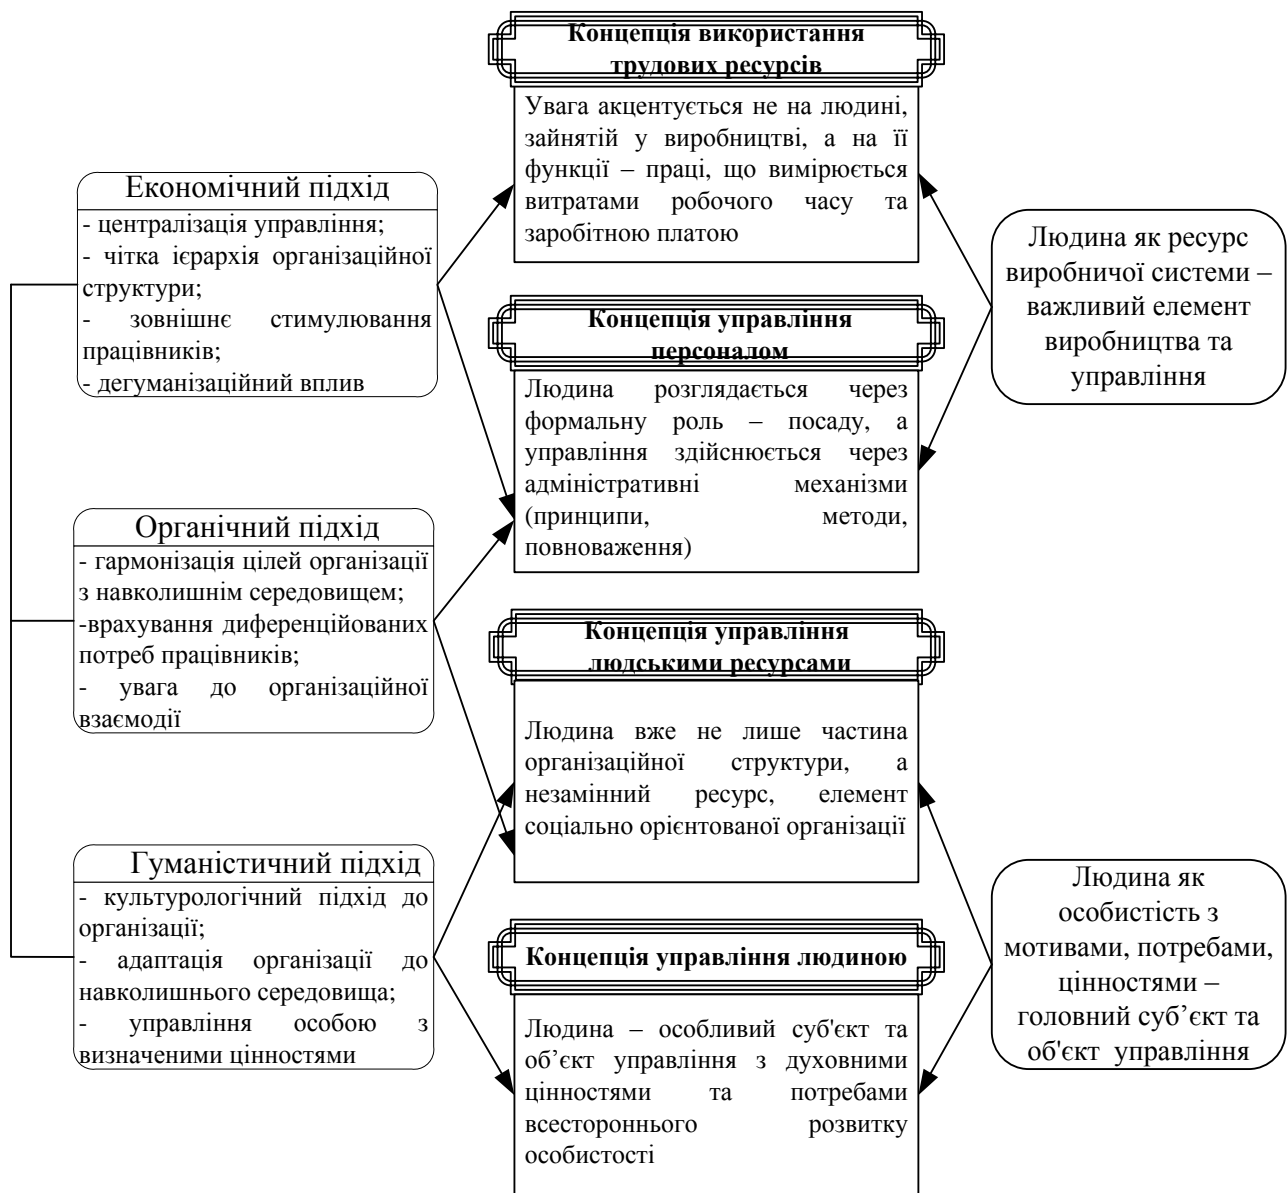 Економічний підхід
- централізація управління;
- чітка ієрархія організаційної
структури;
- зовнішнє стимулювання
працівників;
- дегуманізаційний вплив
Органічний підхід
- гармонізація цілей організації
з навколишнім середовищем;
-врахування диференційованих
потреб працівників;
- увага до організаційної
взаємодії
Гуманістичний підхід
- культурологічний підхід до
організації;
- адаптація організації до
навколишнього середовища;
- управління особою з
визначеними цінностями
Концепція використання
трудових ресурсів
Увага акцентується не на людині,
зайнятій у виробництві, а на її
функції – праці, що вимірюється
витратами робочого часу та
заробітною платою
Концепція управління
персоналом
Людина розглядається через
формальну роль – посаду, а
управління здійснюється через
адміністративні механізми
(принципи, методи,
повноваження)
Концепція управління
людськими ресурсами
Людина вже не лише частина
організаційної структури, а
незамінний ресурс, елемент
соціально орієнтованої організації
Концепція управління людиною
Людина – особливий суб'єкт та
об’єкт управління з духовними
цінностями та потребами
всестороннього розвитку
особистості
Людина як ресурс
виробничої системи –
важливий елемент
виробництва та
управління
Людина як
особистість з
мотивами, потребами,
цінностями –
головний суб’єкт та
об'єкт управління